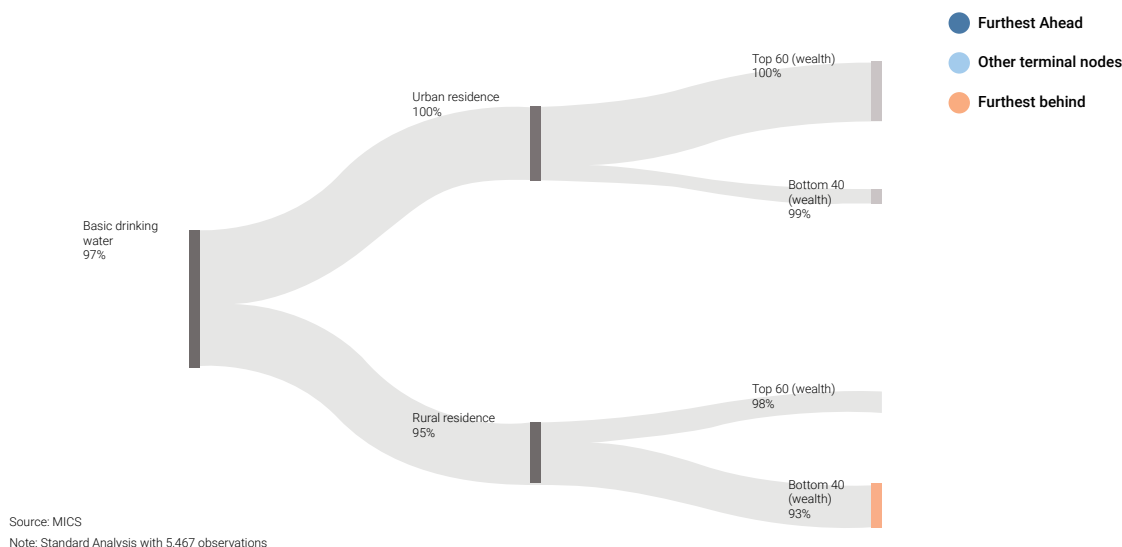 Furthest Ahead
Other terminal nodes
Furthest behind
Top 60 (wealth)
100%
Urban residence
100%
Bottom 40
(wealth)
99%
Basic drinking
water
97%
Top 60 (wealth)
98%
Rural residence
95%
Bottom 40
(wealth)
93%
Source: MICS
Note: Standard Analysis with 5.467 observations